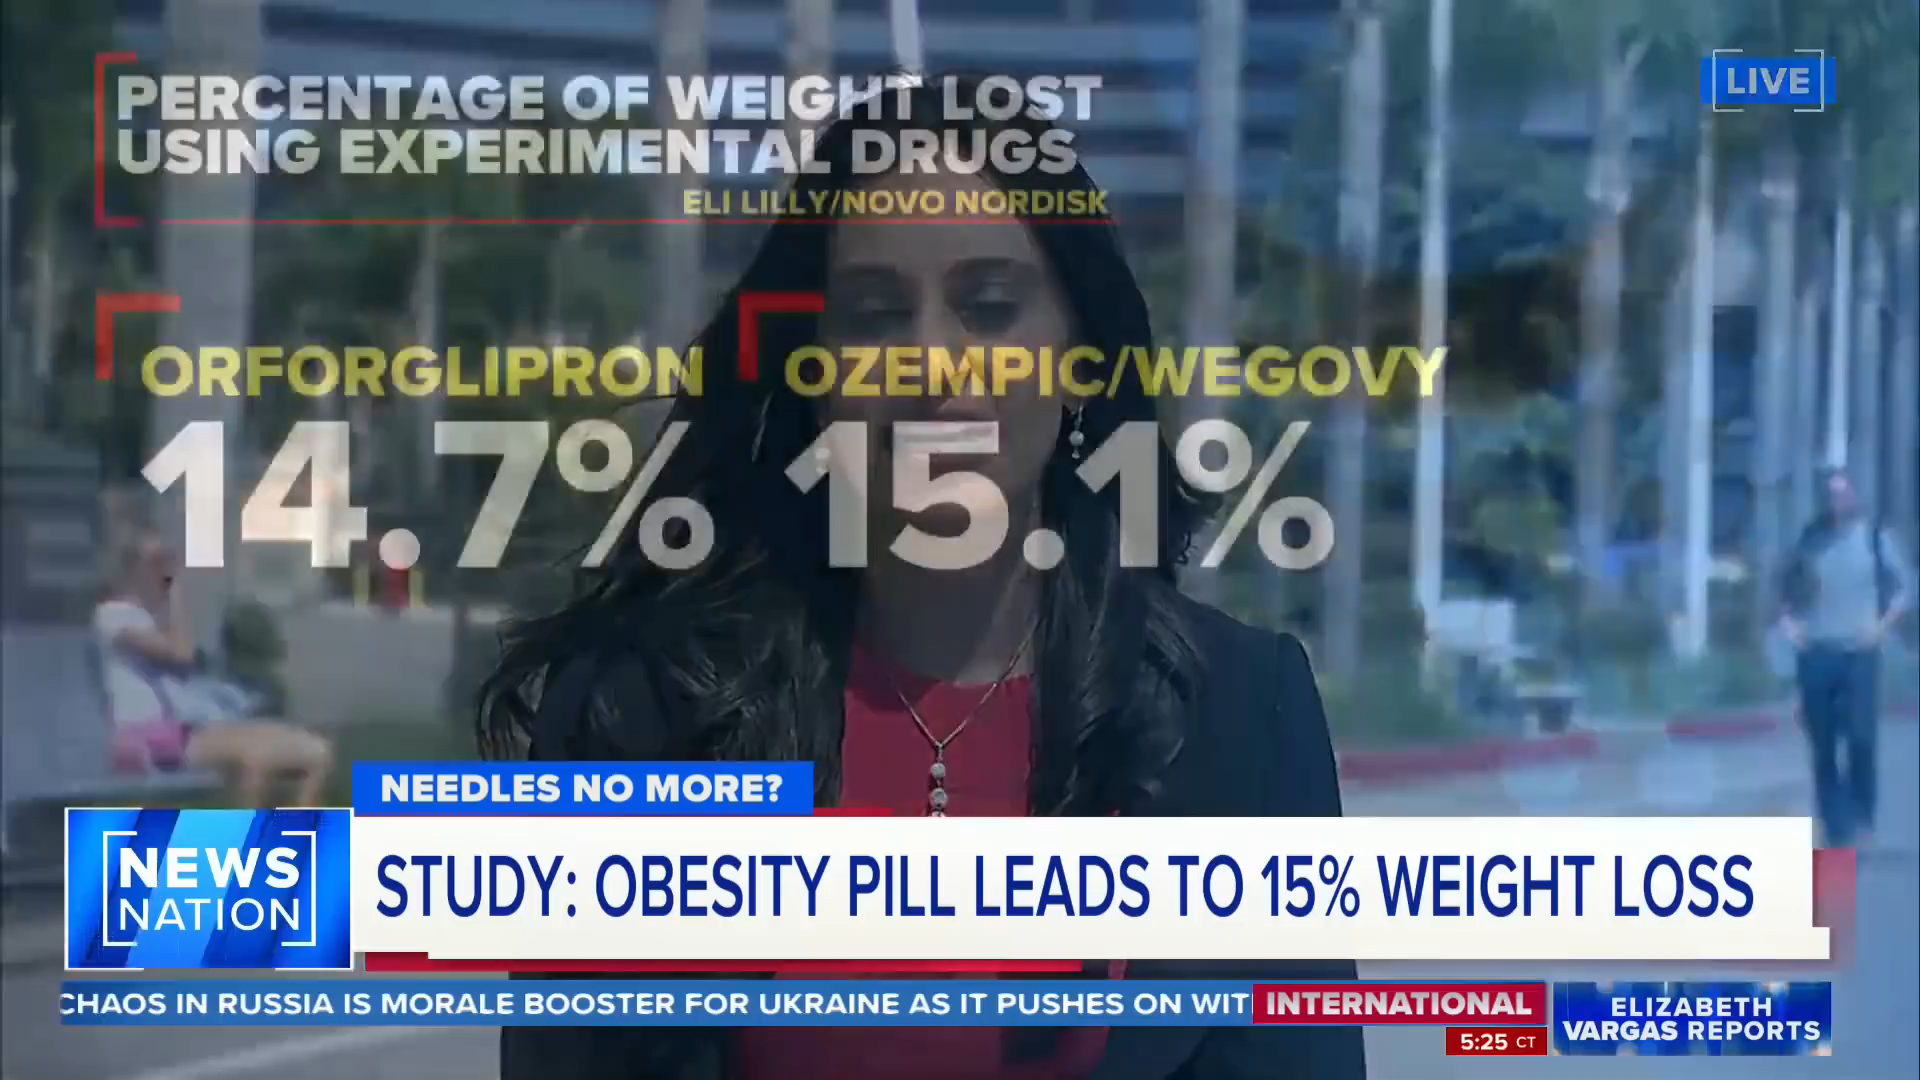 PERCENTAGE OF WEIGHT LOST
USING EXPERIMENTAL DRUGS
ELI LILLY/NOVO NORDISK
LIVE
ORFORGLIPRON
14.7%
OZEMPIC/WEGOVY
15.1%
NEEDLES NO MORE?
NEWS
NATION
STUDY: OBESITY PILL LEADS TO 15% WEIGHT LOSS
CHAOS IN RUSSIA IS MORALE BOOSTER FOR UKRAINE AS IT PUSHES ON WIT
INTERNATIONAL
5:25 CT
ELIZABETH
VARGAS REPORTS